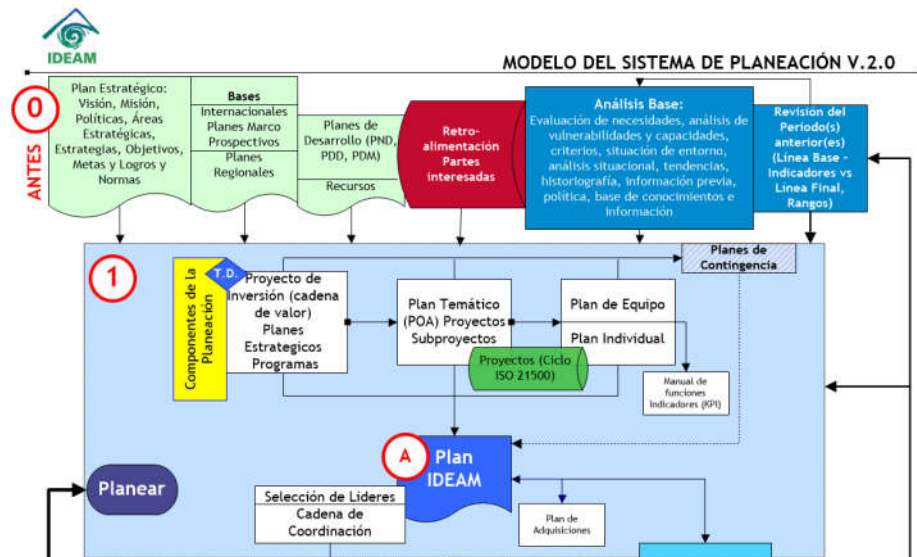 IDEAM
MODELO DEL SISTEMA DE PLANEACIÓN V.2.0
0
ANTES
Plan Estratégico:
Visión, Misión,
Políticas, Áreas
Estratégicas,
Estrategias, Objetivos,
Metas y Logros y
Normas
Bases
Internacionales
Planes Marco
Prospectivos
Planes
Regionales
Planes de
Desarrollo (PND,
PDD, PDM)
Recursos
Retro-
alimentación
Partes
interesadas
Análisis Base:
Evaluación de necesidades, análisis de
vulnerabilidades y capacidades,
criterios, situación de entorno,
análisis situacional, tendencias,
historiografía, información previa,
política, base de conocimientos e
información
Revisión del
Periodo(s)
anterior(es)
(Línea Base -
Indicadores vs
Línea Final,
Rangos)
1
Componentes de la
Planeación
T.D.
Proyecto de
Inversión (cadena
de valor)
Planes
Estrategicos
Programas
Plan Temático
(POA) Proyectos
Subproyectos
Plan de Equipo
Plan Individual
Proyectos (Ciclo
ISO 21500)
Planes de
Contingencia
Manual de
funciones
Indicadores (KPI)
A
Plan
IDEAM
Planear
Selección de Lideres
Cadena de
Coordinación
Plan de
Adquisiciones